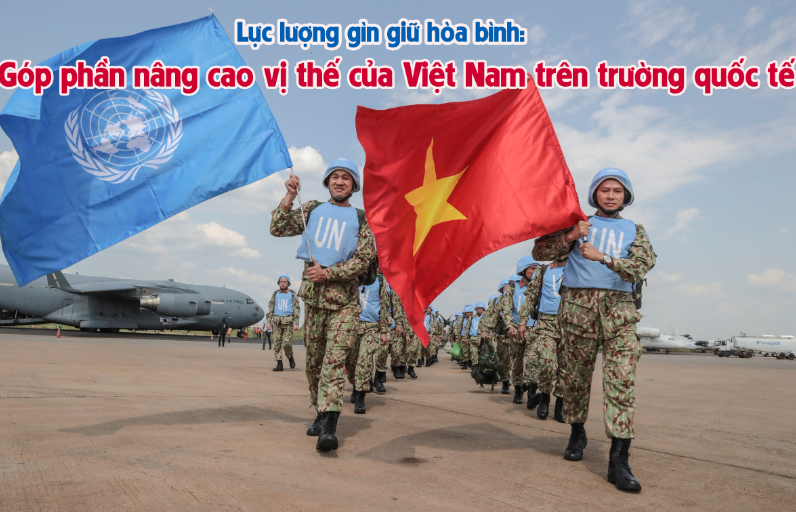 Lực lượng gìn giữ hòa bình:
Góp phần nâng cao vị thế của Việt Nam trên trường quốc tế
UN
UN